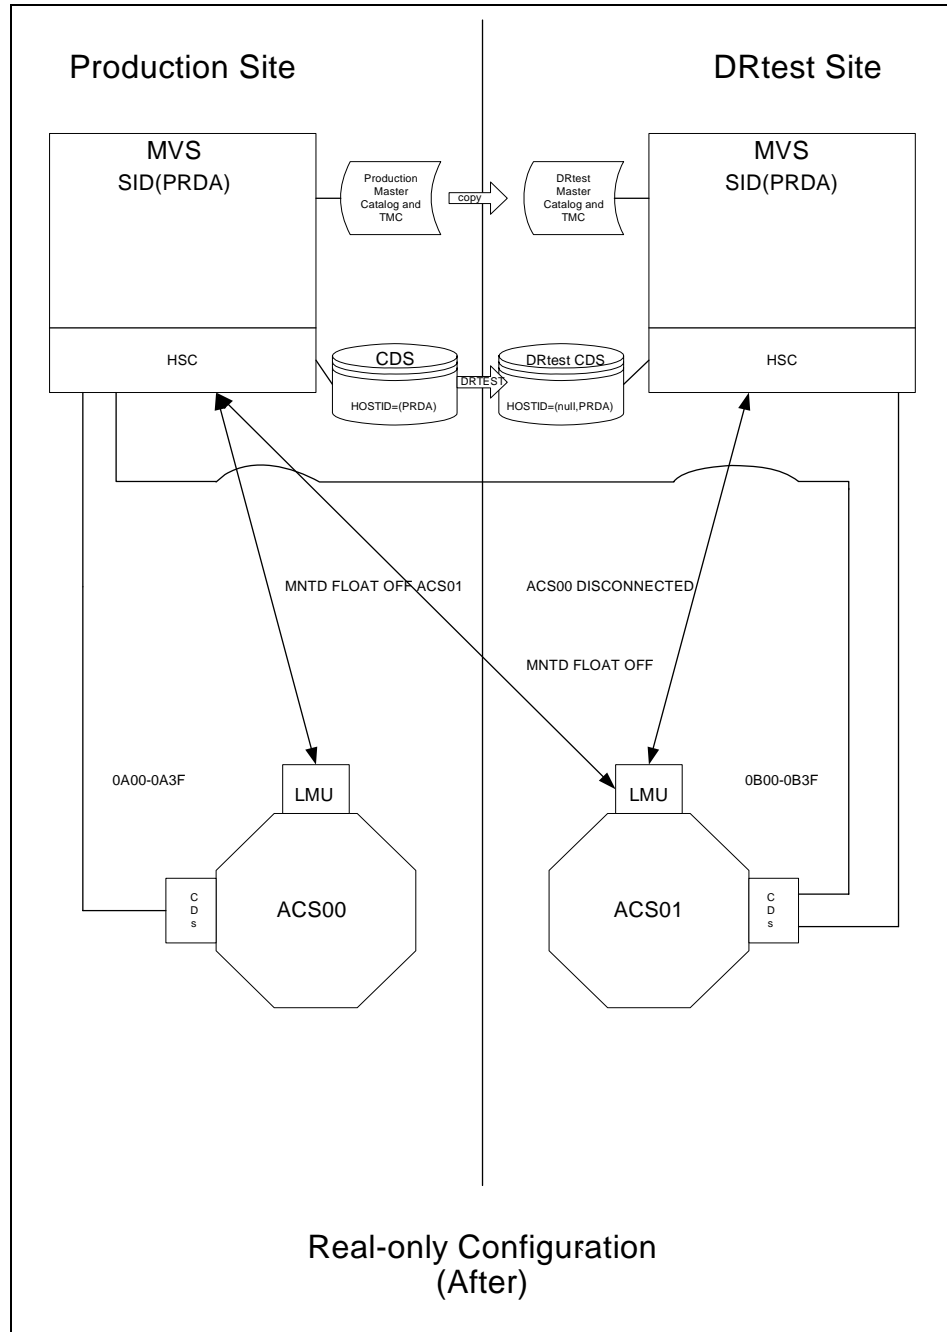 Production Site
DRtest Site
MVS
SID(PRDA)
Production
Master
Catalog and
TMC
copy
DRtest
Master
Catalog and
TMC
MVS
SID(PRDA)
HSC
CDS
HOSTID=(PRDA)
DRTEST
DRtest CDS
HOSTID=(null,PRDA)
HSC
MNTD FLOAT OFF ACS01
ACS00 DISCONNECTED
MNTD FLOAT OFF
0A00-0A3F
LMU
LMU
0B00-0B3F
C
D
s
ACS00
ACS01
C
D
s
Real-only Configuration
(After)